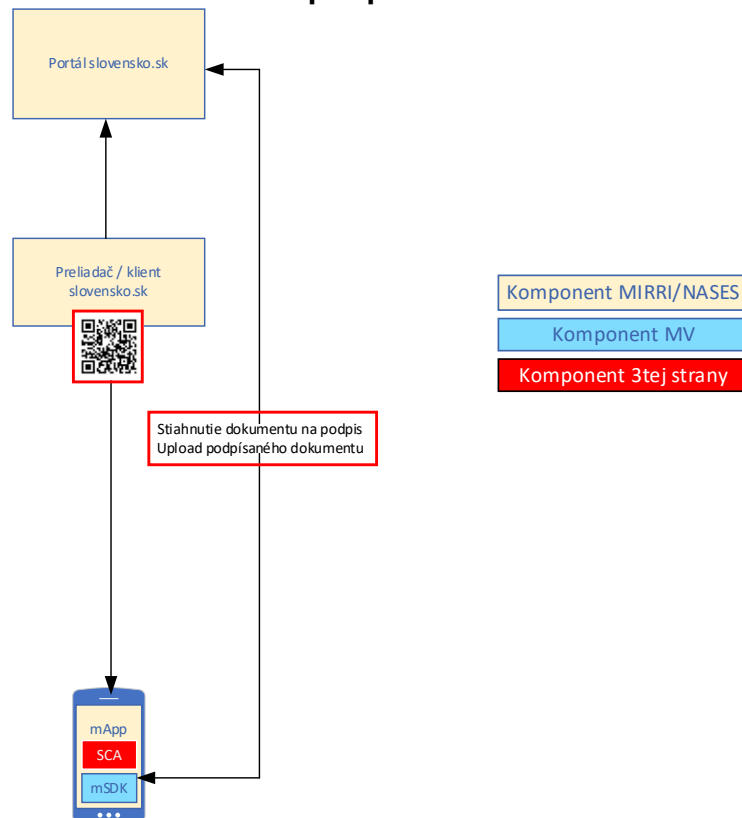 Portál slovensko.sk
Preliadač / klient
slovensko.sk
Komponent MIRRI/NASES
Komponent MV
Komponent 3tej strany
Stiahnutie dokumentu na podpis
Upload podpísaného dokumentu
mApp
SCA
mSDK